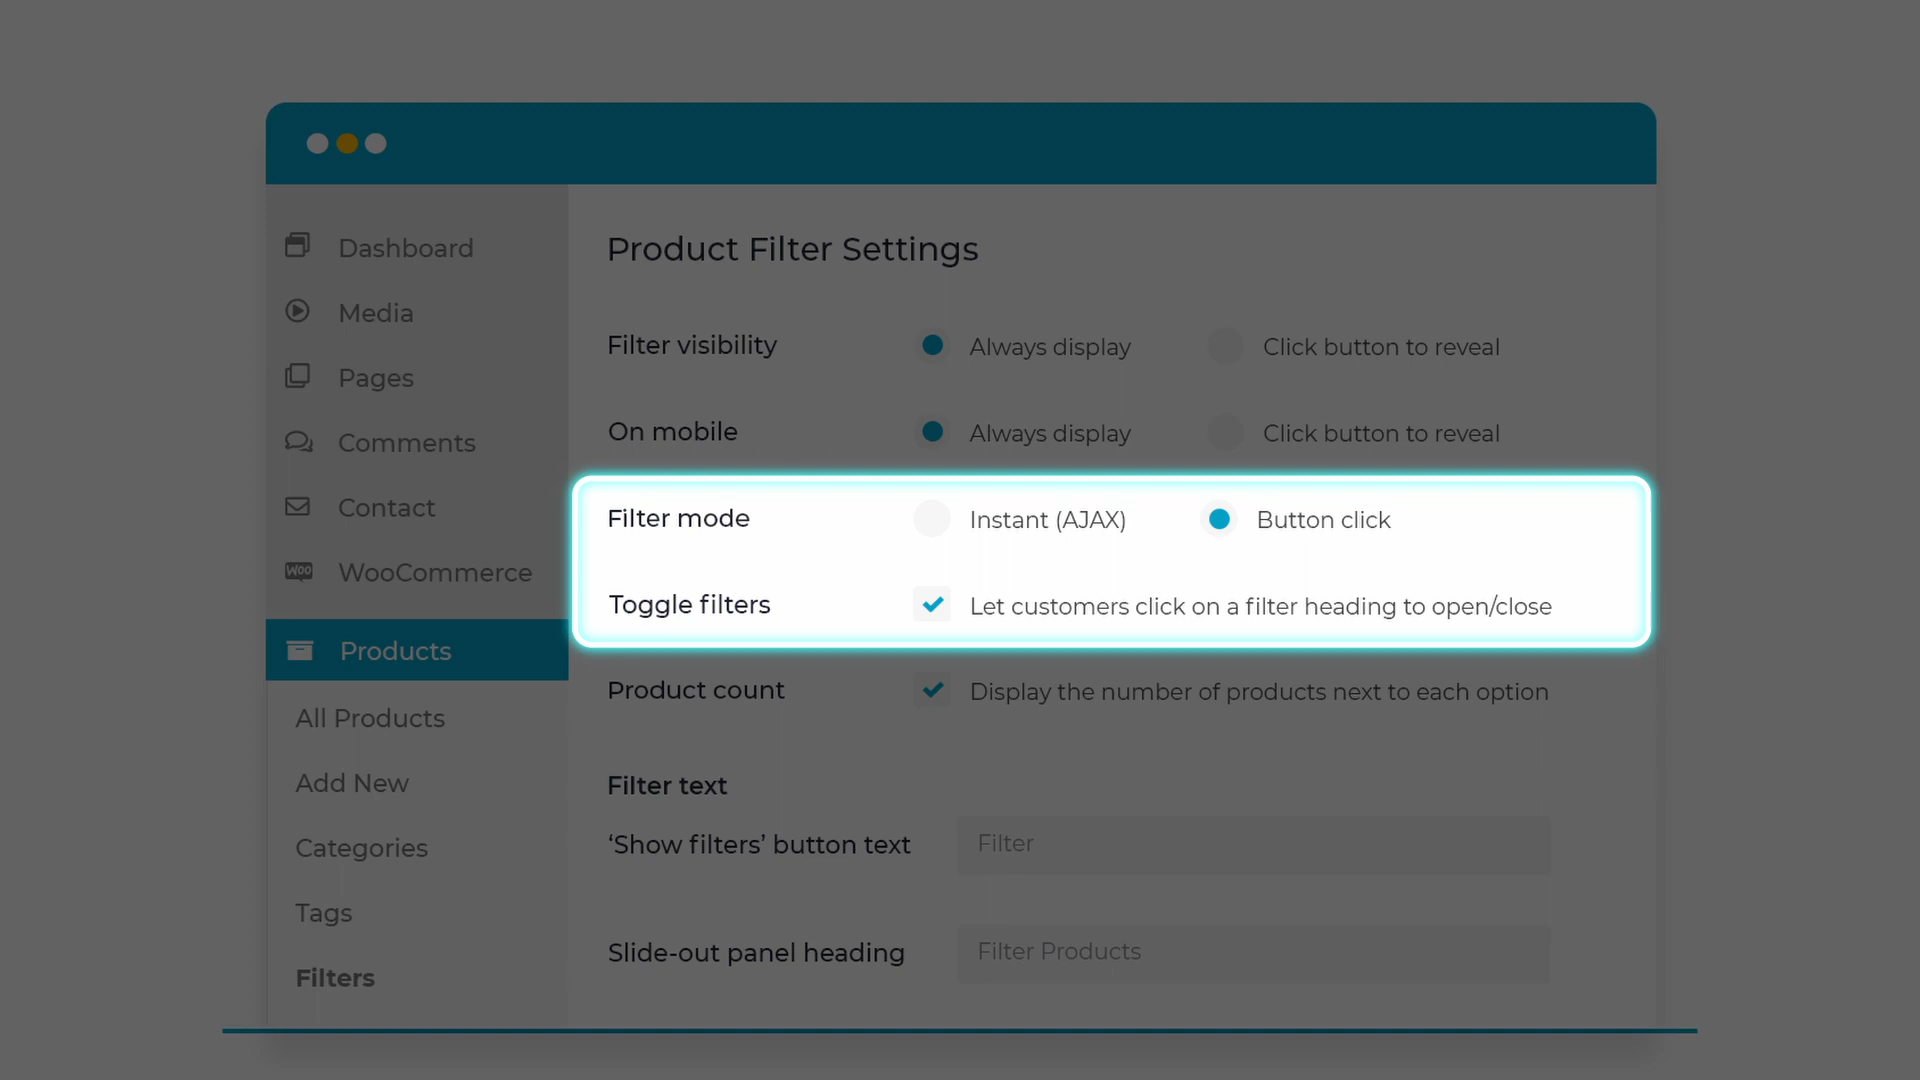 Dashboard
Media
Pages
Comments
Contact
Woo WooCommerce
Products
All Products
Add New
Categories
Tags
Filters
Product Filter Settings
Filter visibility Always display Click button to reveal
On mobile Always display Click button to reveal
Filter mode Instant (AJAX) Button click
Toggle filters Let customers click on a filter heading to open/close
Product count Display the number of products next to each option
Filter text
‘Show filters’ button text Filter
Slide-out panel heading Filter Products